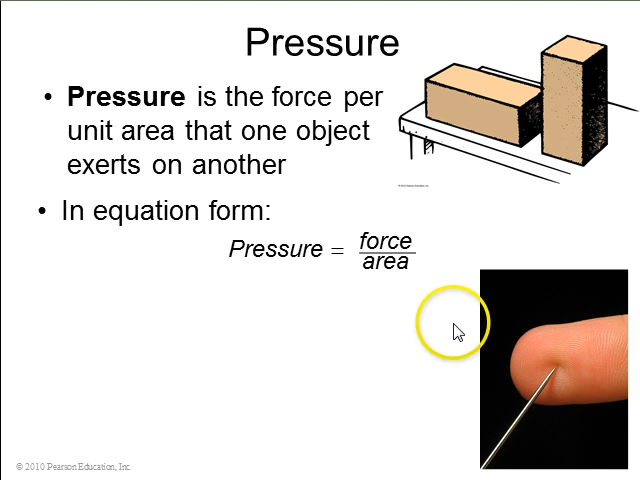 Pressure
• Pressure is the force per
unit area that one object
exerts on another
• In equation form:
Pressure = force
area
© 2010 Pearson Education, Inc.